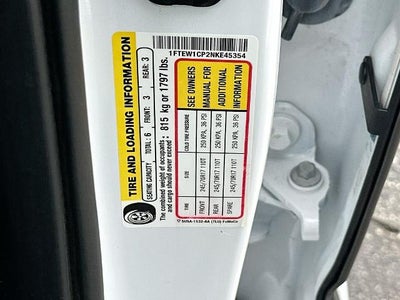 1FTEW1CP2NKE45354
TIRE AND LOADING INFORMATION
SEATING CAPACITY TOTAL: 6 FRONT: 3 REAR: 3
The combined weight of occupants
and cargo should never exceed: 815 kg or 1797 lbs.
SIZE COLD TIRE PRESSURE
FRONT 245/70R17 110T 250 KPA, 36 PSI
REAR 245/70R17 110T 250 KPA, 36 PSI
SPARE 245/70R17 110T 250 KPA, 36 PSI
SEE OWNERS
MANUAL FOR
ADDITIONAL
INFORMATION